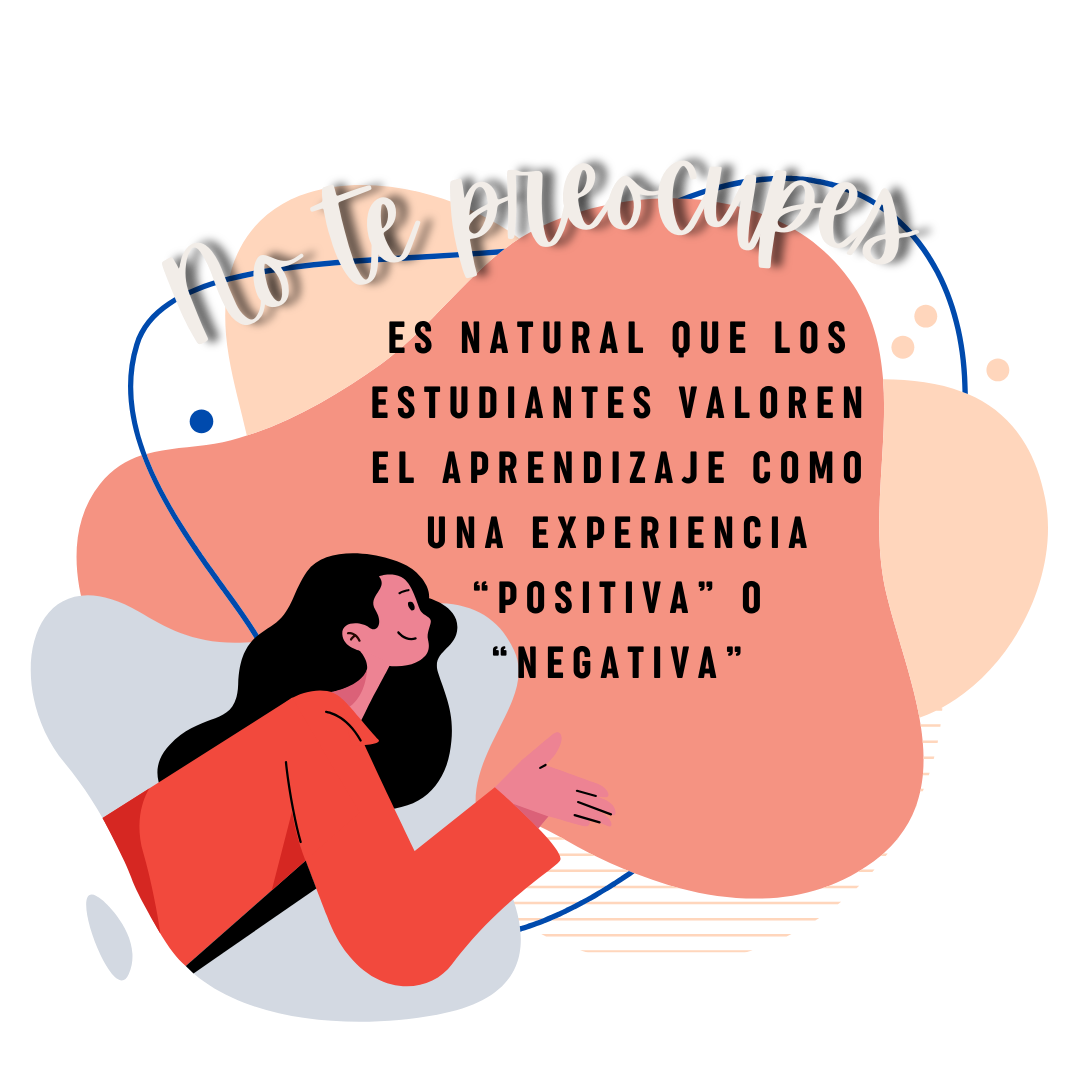 No te preocupes
ES NATURAL QUE LOS
ESTUDIANTES VALOREN
EL APRENDIZAJE COMO
UNA EXPERIENCIA
“POSITIVA” O
“NEGATIVA”